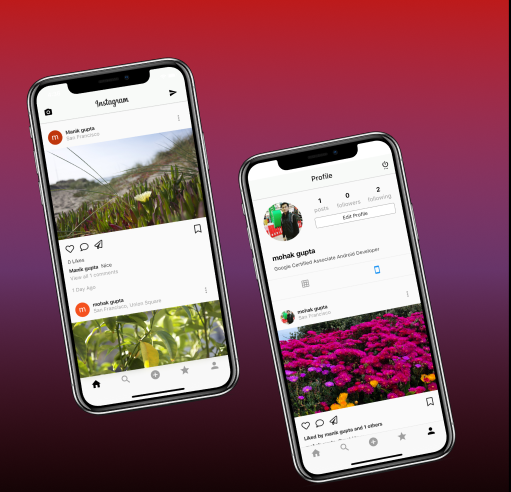 Instagram
m
Manik gupta
San Francisco
0 Likes
Manik gupta Nice
View all 1 comments
1 Day Ago
m
mohak gupta
San Francisco, Union Square
Profile
1 0 2
posts followers following
Edit Profile
mohak gupta
Google Certified Associate Android Developer
mohak gupta
San Francisco
Liked by manik gupta and 1 others